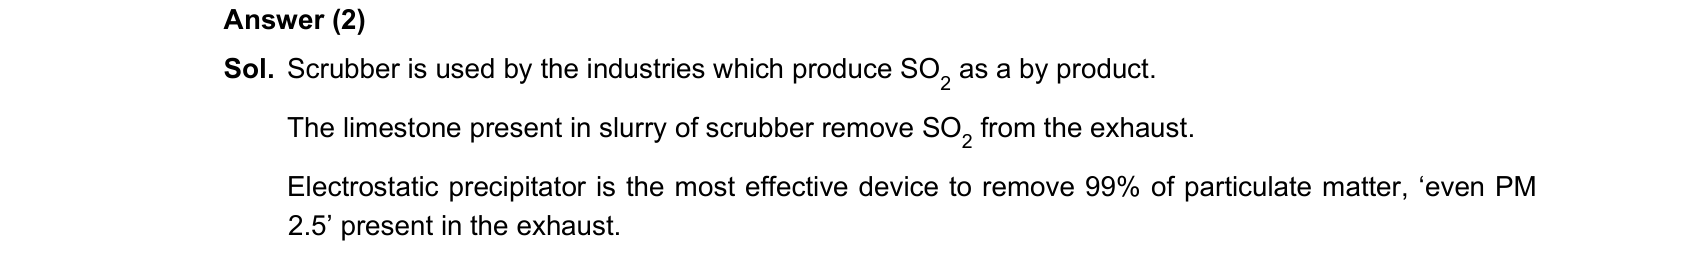 Answer (2)
Sol. Scrubber is used by the industries which produce SO₂ as a by product.
The limestone present in slurry of scrubber remove SO₂ from the exhaust.
Electrostatic precipitator is the most effective device to remove 99% of particulate matter, ‘even PM
2.5’ present in the exhaust.